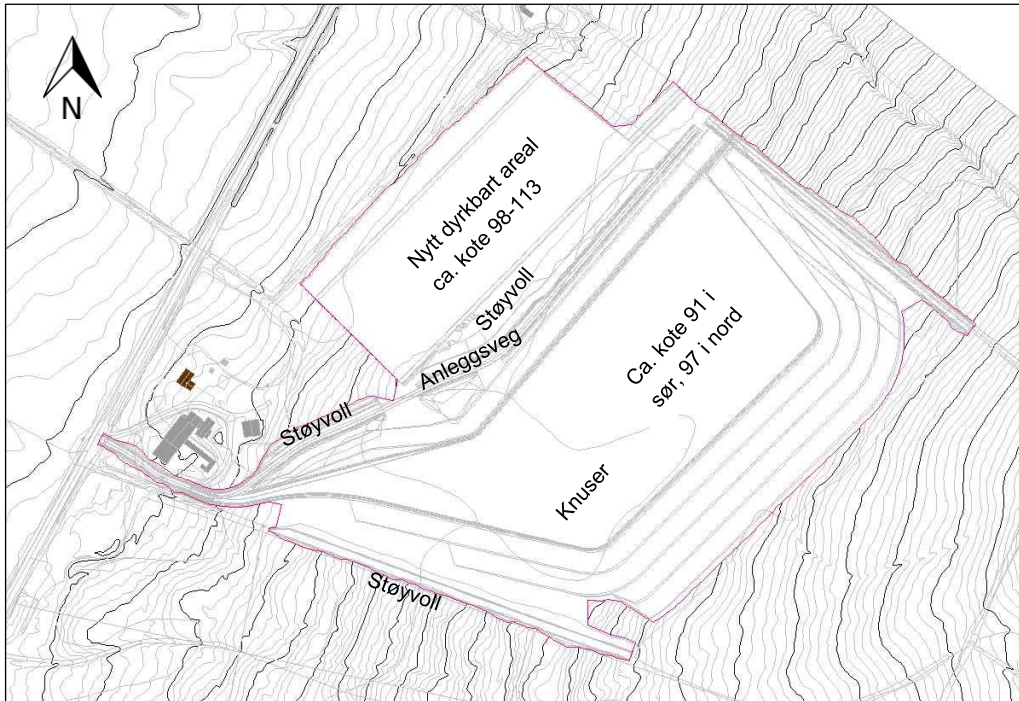 N
Nytt dyrkbart areal
ca. kote 98-113
Støyvoll
Anleggsveg
Ca. kote 91 i
sør, 97 i nord
Støyvoll
Knuser
Støyvoll